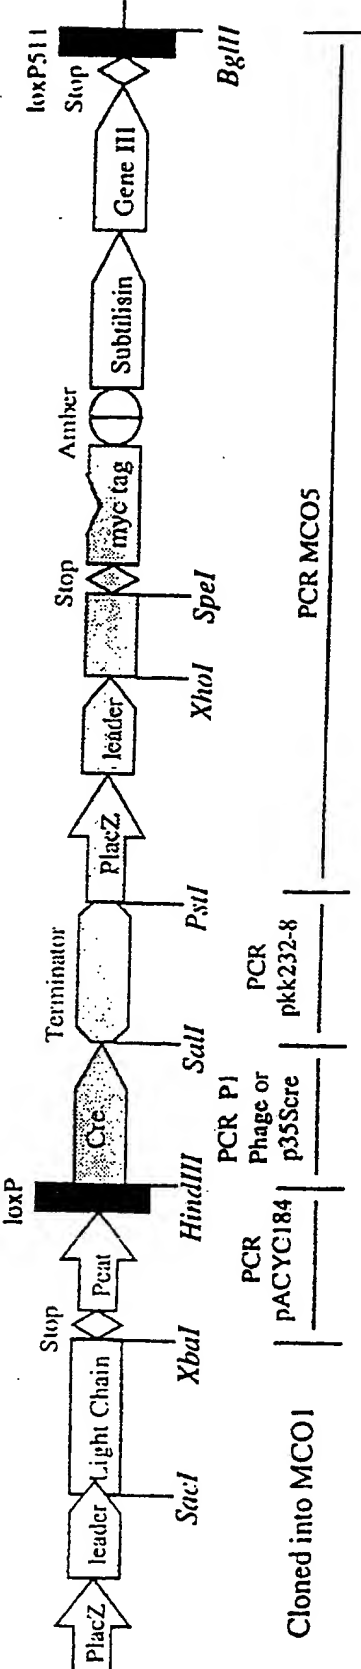 loxP
loxP511
Stop
Terminator
Stop
Amber
Stop
PlacZ
leader
Light Chain
Pcat
Cre
PlacZ
leader
myc tag
Subtilisin
Gene III
SacI
XbaI
HindIII
SalI
PstI
XhoI
SpeI
BglII
Cloned into MCO1
PCR
pACYC184
PCR P1
Phage or
p35Scre
PCR
pkk232-8
PCR MCO5